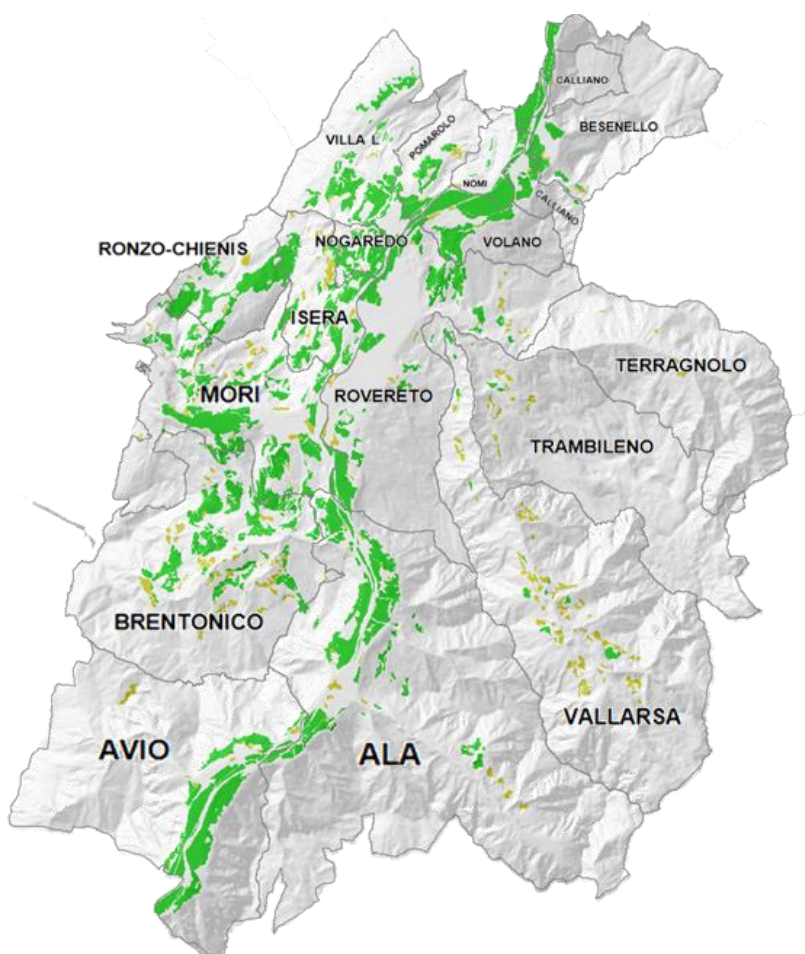 CALLIANO
BESENELLO
VILLA L
POMAROLO
NOMI
CALLIANO
NOGAREDO
VOLANO
RONZO-CHIENIS
ISERA
TERRAGNOLO
MORI
ROVERETO
TRAMBILENO
BRENTONICO
VALLARSA
AVIO
ALA